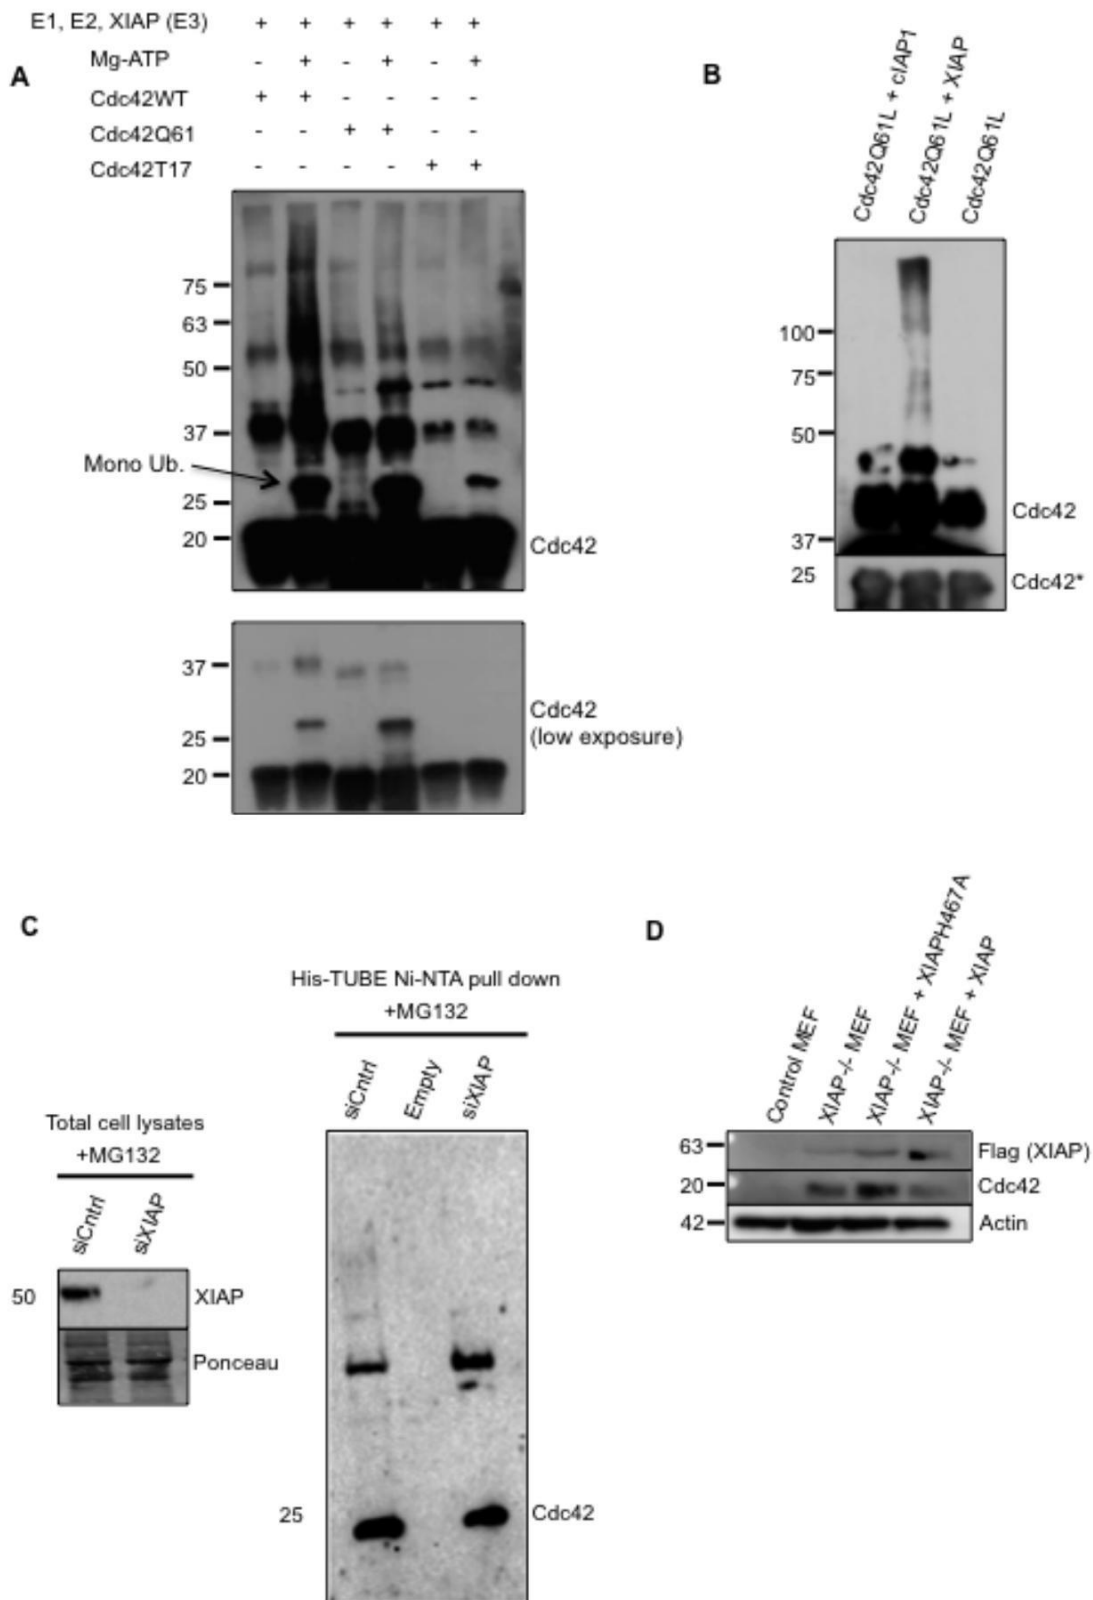 E1, E2, XIAP (E3) + + + + + +
Mg-ATP - + - + - +
A
Cdc42WT + + - - - -
Cdc42Q61 - - + + - -
Cdc42T17 - - - - + +
75
63
50
37
Mono Ub.
25
20
Cdc42
37
25
20
Cdc42
(low exposure)
B
Cdc42Q61L + cIAP1
Cdc42Q61L + XIAP
Cdc42Q61L
100
75
50
Cdc42
37
25
Cdc42*
C
Total cell lysates
+MG132
siCntrl
siXIAP
50
XIAP
Ponceau
His-TUBE Ni-NTA pull down
+MG132
siCntrl
Empty
siXIAP
25
Cdc42
D
Control MEF
XIAP-/- MEF
XIAP-/- MEF + XIAPH467A
XIAP-/- MEF + XIAP
63
Flag (XIAP)
20
Cdc42
42
Actin